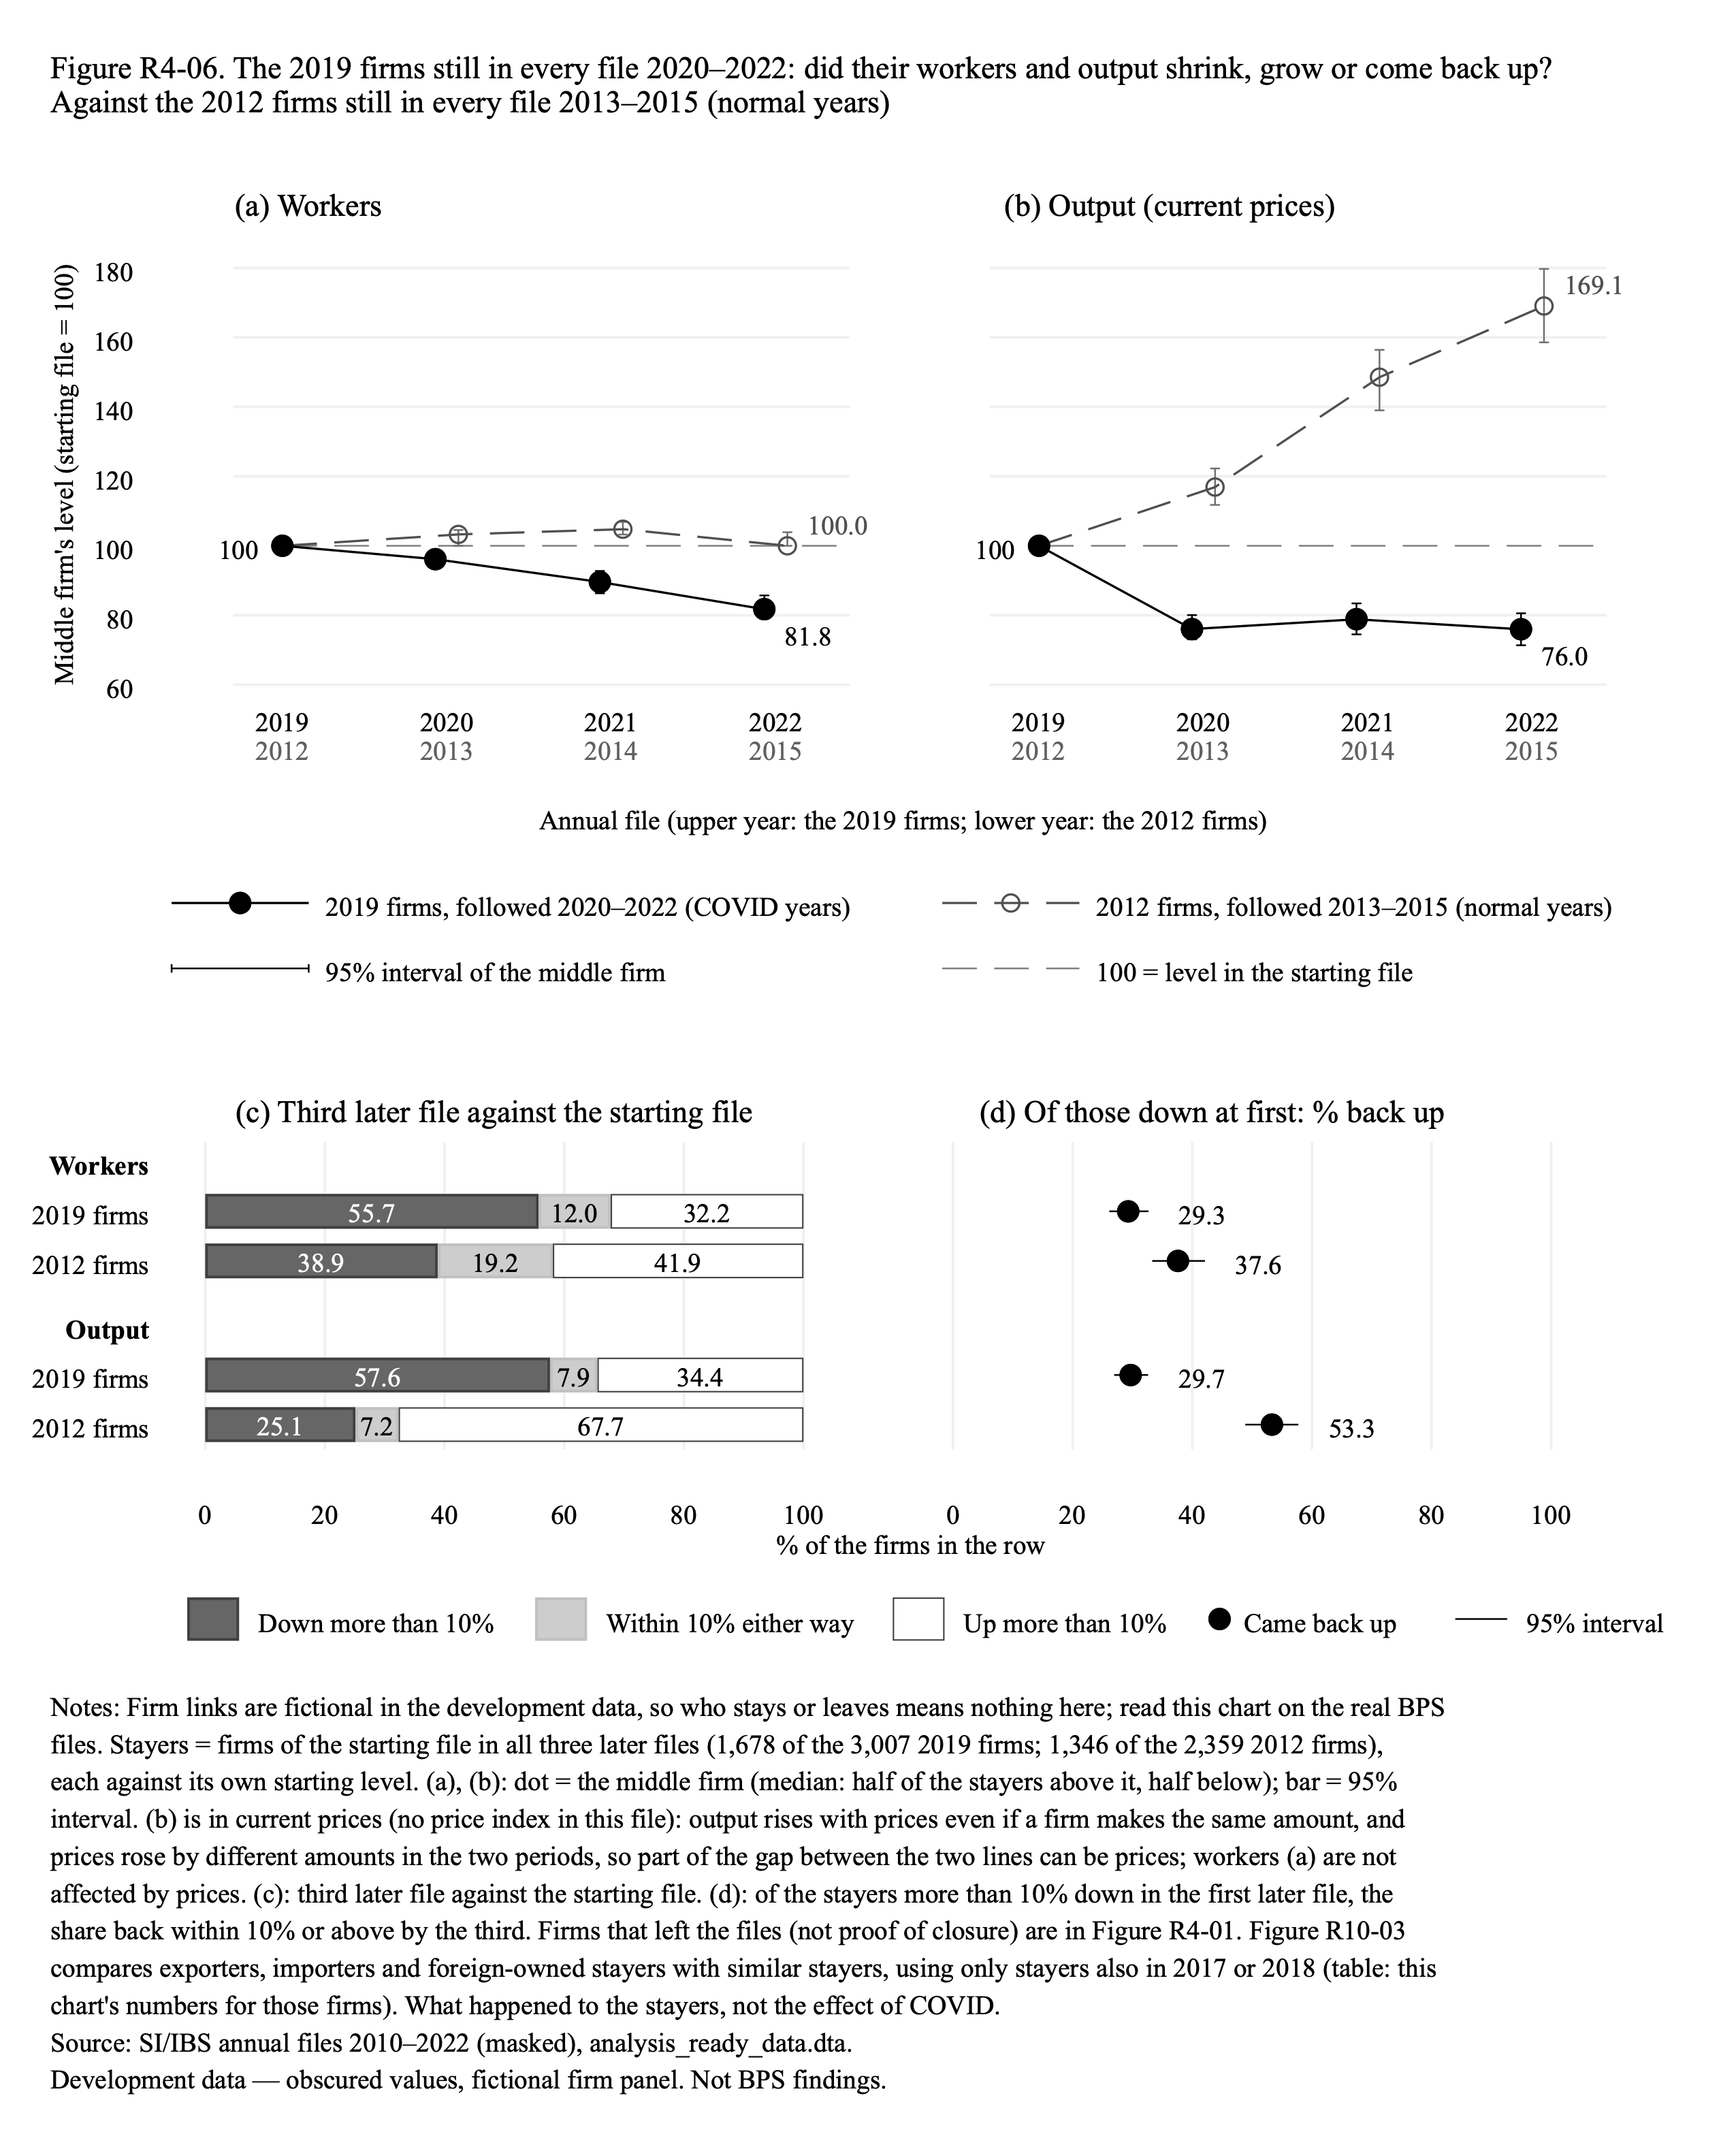 Figure R4-06. The 2019 firms still in every file 2020–2022: did their workers and output shrink, grow or come back up?
Against the 2012 firms still in every file 2013–2015 (normal years)
(a) Workers
(b) Output (current prices)
Middle firm's level (starting file = 100)
180
160
140
120
100
80
60
100
100.0
81.8
100
169.1
76.0
2019 2020 2021 2022
2012 2013 2014 2015
2019 2020 2021 2022
2012 2013 2014 2015
Annual file (upper year: the 2019 firms; lower year: the 2012 firms)
2019 firms, followed 2020–2022 (COVID years)
2012 firms, followed 2013–2015 (normal years)
95% interval of the middle firm
100 = level in the starting file
(c) Third later file against the starting file
(d) Of those down at first: % back up
Workers
2019 firms 55.7 12.0 32.2 29.3
2012 firms 38.9 19.2 41.9 37.6
Output
2019 firms 57.6 7.9 34.4 29.7
2012 firms 25.1 7.2 67.7 53.3
0 20 40 60 80 100
0 20 40 60 80 100
% of the firms in the row
Down more than 10%
Within 10% either way
Up more than 10%
Came back up
95% interval
Notes: Firm links are fictional in the development data, so who stays or leaves means nothing here; read this chart on the real BPS
files. Stayers = firms of the starting file in all three later files (1,678 of the 3,007 2019 firms; 1,346 of the 2,359 2012 firms),
each against its own starting level. (a), (b): dot = the middle firm (median: half of the stayers above it, half below); bar = 95%
interval. (b) is in current prices (no price index in this file): output rises with prices even if a firm makes the same amount, and
prices rose by different amounts in the two periods, so part of the gap between the two lines can be prices; workers (a) are not
affected by prices. (c): third later file against the starting file. (d): of the stayers more than 10% down in the first later file, the
share back within 10% or above by the third. Firms that left the files (not proof of closure) are in Figure R4-01. Figure R10-03
compares exporters, importers and foreign-owned stayers with similar stayers, using only stayers also in 2017 or 2018 (table: this
chart's numbers for those firms). What happened to the stayers, not the effect of COVID.
Source: SI/IBS annual files 2010–2022 (masked), analysis_ready_data.dta.
Development data — obscured values, fictional firm panel. Not BPS findings.